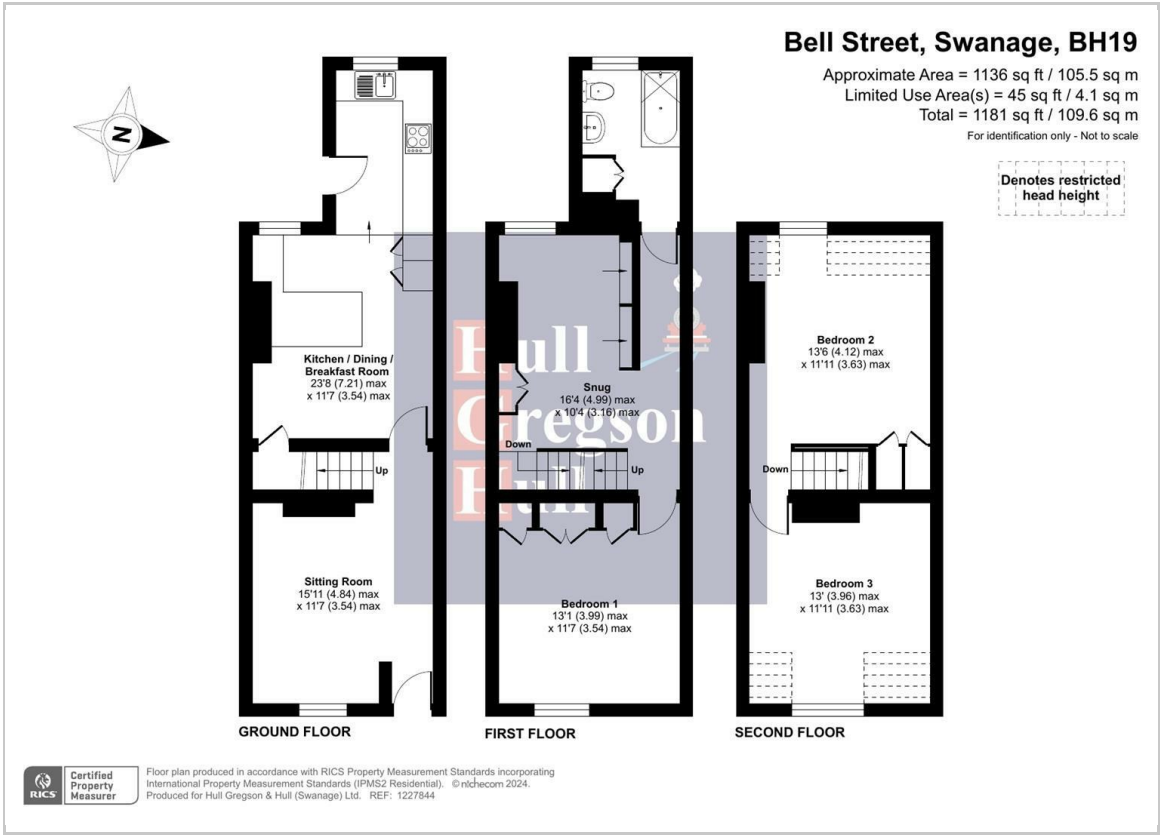 Bell Street, Swanage, BH19
Approximate Area = 1136 sq ft / 105.5 sq m
Limited Use Area(s) = 45 sq ft / 4.1 sq m
Total = 1181 sq ft / 109.6 sq m
For identification only - Not to scale
N
Denotes restricted
head height
Kitchen / Dining /
Breakfast Room
23'8 (7.21) max
x 11'7 (3.54) max
Up
Sitting Room
15'11 (4.84) max
x 11'7 (3.54) max
GROUND FLOOR
Hull
Gregson
Hull
Snug
16'4 (4.99) max
x 10'4 (3.16) max
Down
Up
Bedroom 1
13'1 (3.99) max
x 11'7 (3.54) max
FIRST FLOOR
Bedroom 2
13'6 (4.12) max
x 11'11 (3.63) max
Down
Bedroom 3
13' (3.96) max
x 11'11 (3.63) max
SECOND FLOOR
RICS
Certified
Property
Measurer
Floor plan produced in accordance with RICS Property Measurement Standards incorporating
International Property Measurement Standards (IPMS2 Residential). © nichecom 2024.
Produced for Hull Gregson & Hull (Swanage) Ltd. REF: 1227844